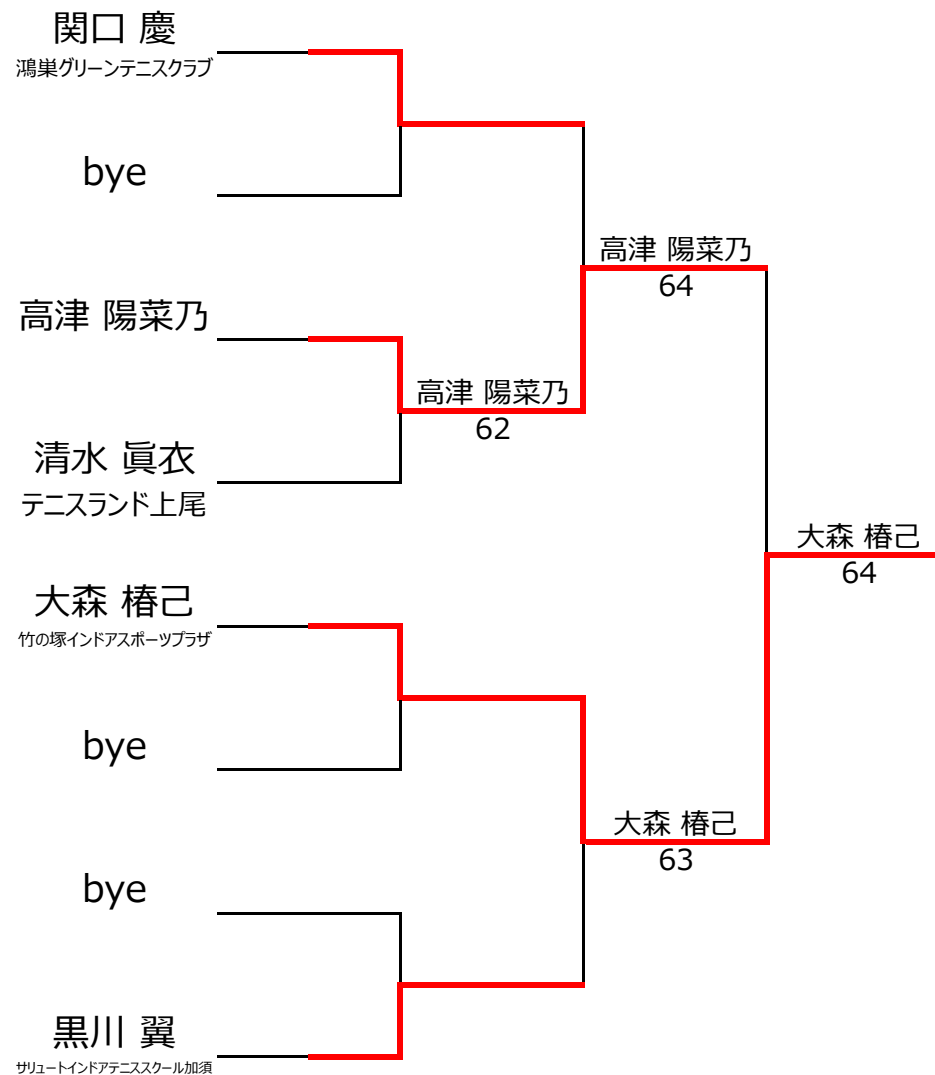 関口 慶
鴻巣グリーンテニスクラブ
bye
高津 陽菜乃
64
高津 陽菜乃
高津 陽菜乃
62
清水 眞衣
テニスランド上尾
大森 椿己
64
大森 椿己
竹の塚インドアスポーツプラザ
bye
大森 椿己
63
bye
黒川 翼
サリュートインドアテニススクール加須